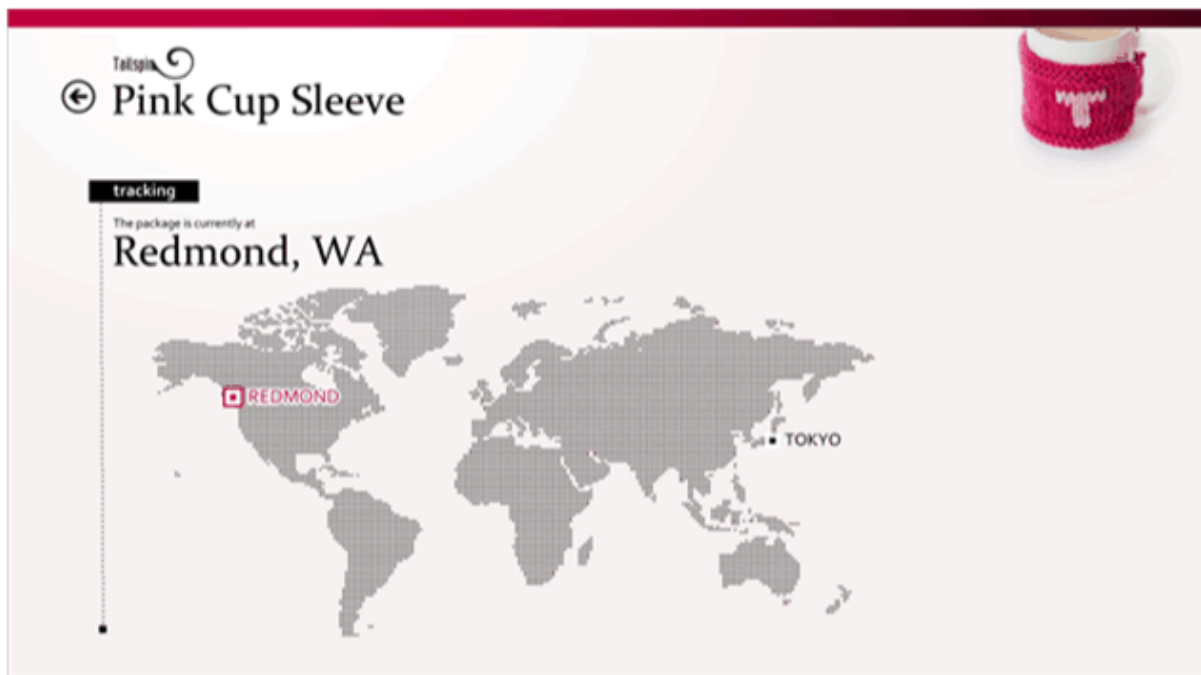 Tailspin
Pink Cup Sleeve
T
tracking
The package is currently at
Redmond, WA
REDMOND
TOKYO